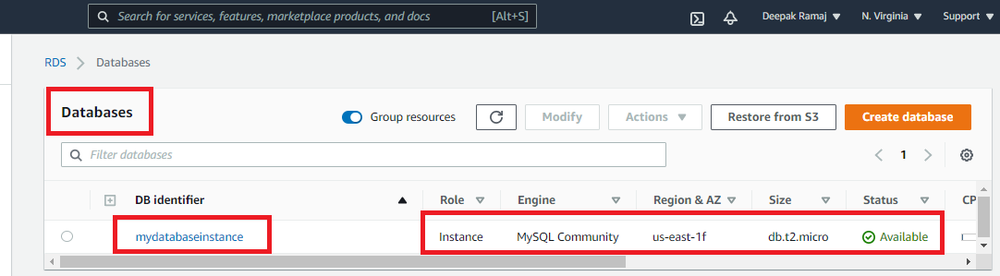 Search for services, features, marketplace products, and docs [Alt+S] Deepak Ramaj N. Virginia Support
RDS Databases
Databases Group resources Modify Actions Restore from S3 Create database
Filter databases 1
DB identifier Role Engine Region & AZ Size Status CP
mydatabaseinstance Instance MySQL Community us-east-1f db.t2.micro Available